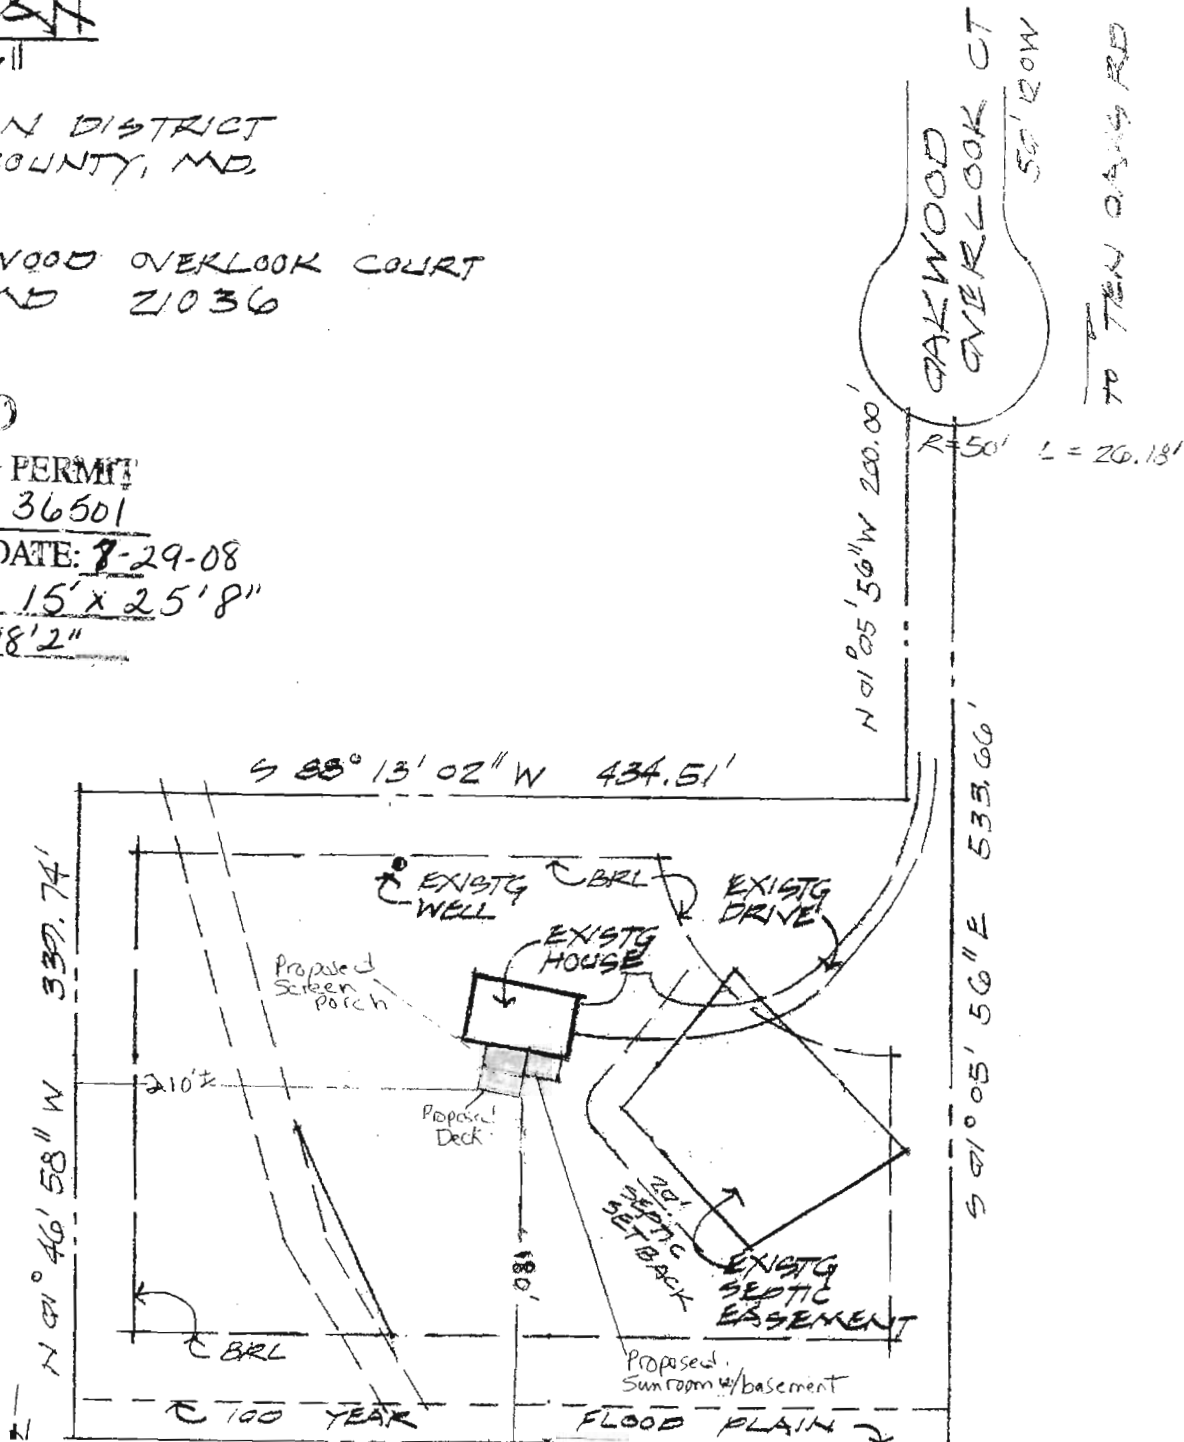 N DISTRICT
COUNTY, MD.
WOOD OVERLOOK COURT
MD 21036
PERMIT
36501
DATE: 8-29-08
15' X 25'8"
8'2"
OAKWOOD
OVERLOOK CT
50' ROW
TO TEN OAKS RD
R=50' L = 26.18'
N 01° 05' 56" W 200.00'
S 01° 05' 56" E 533.66'
S 88° 13' 02" W 434.51'
N 01° 46' 58" W 339.74'
EXISTG
WELL
BRL
EXISTG
DRIVE
EXISTG
HOUSE
Proposed
Screen
Porch
210'±
Proposed
Deck
180'
20'
SEPTIC
SETBACK
EXISTG
SEPTIC
EASEMENT
BRL
Proposed
Sunroom w/basement
100 YEAR FLOOD PLAIN